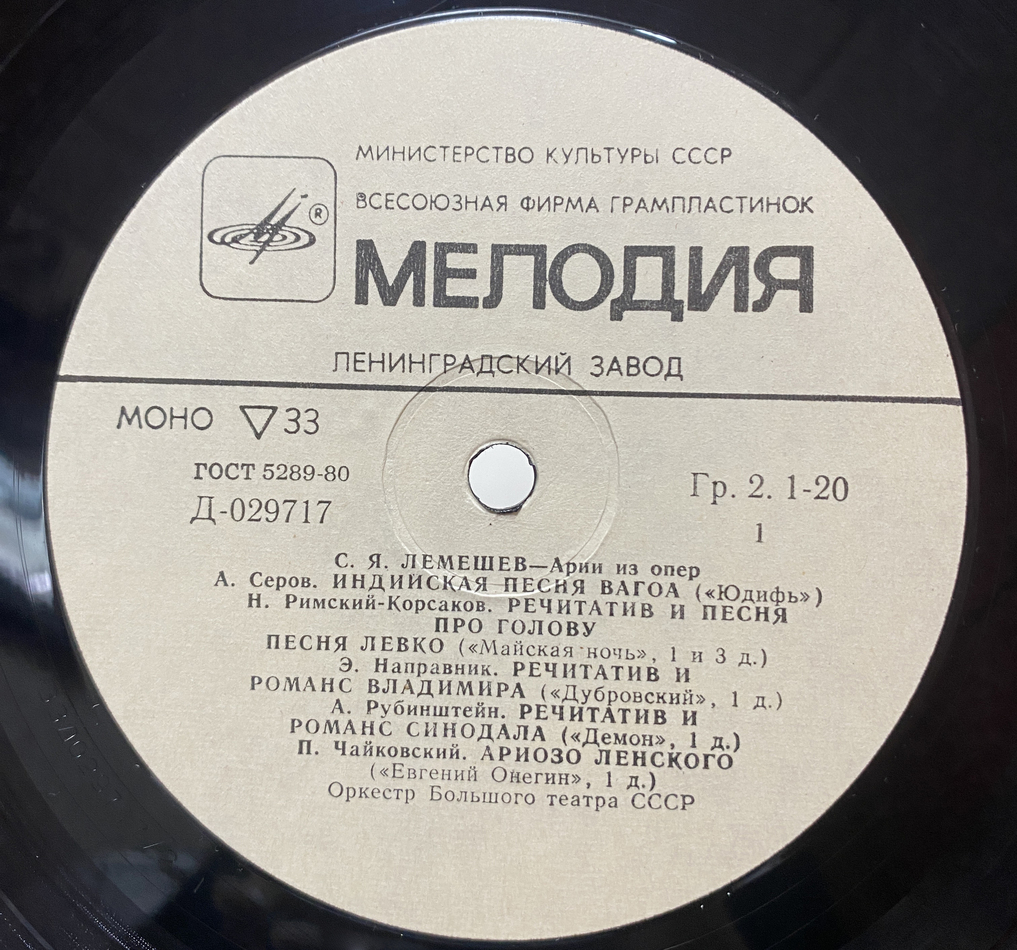 МИНИСТЕРСТВО КУЛЬТУРЫ СССР
ВСЕСОЮЗНАЯ ФИРМА ГРАМПЛАСТИНОК
®
МЕЛОДИЯ
ЛЕНИНГРАДСКИЙ ЗАВОД
МОНО ▽33
ГОСТ 5289-80
Д-029717
Гр. 2. 1-20
1
С. Я. ЛЕМЕШЕВ—Арии из опер
А. Серов. ИНДИЙСКАЯ ПЕСНЯ ВАГОА («Юдифь»)
Н. Римский-Корсаков. РЕЧИТАТИВ И ПЕСНЯ
ПРО ГОЛОВУ
ПЕСНЯ ЛЕВКО («Майская ночь», 1 и 3 д.)
Э. Направник. РЕЧИТАТИВ И
РОМАНС ВЛАДИМИРА («Дубровский», 1 д.)
А. Рубинштейн. РЕЧИТАТИВ И
РОМАНС СИНОДАЛА («Демон», 1 д.)
П. Чайковский. АРИОЗО ЛЕНСКОГО
(«Евгений Онегин», 1 д.)
Оркестр Большого театра СССР